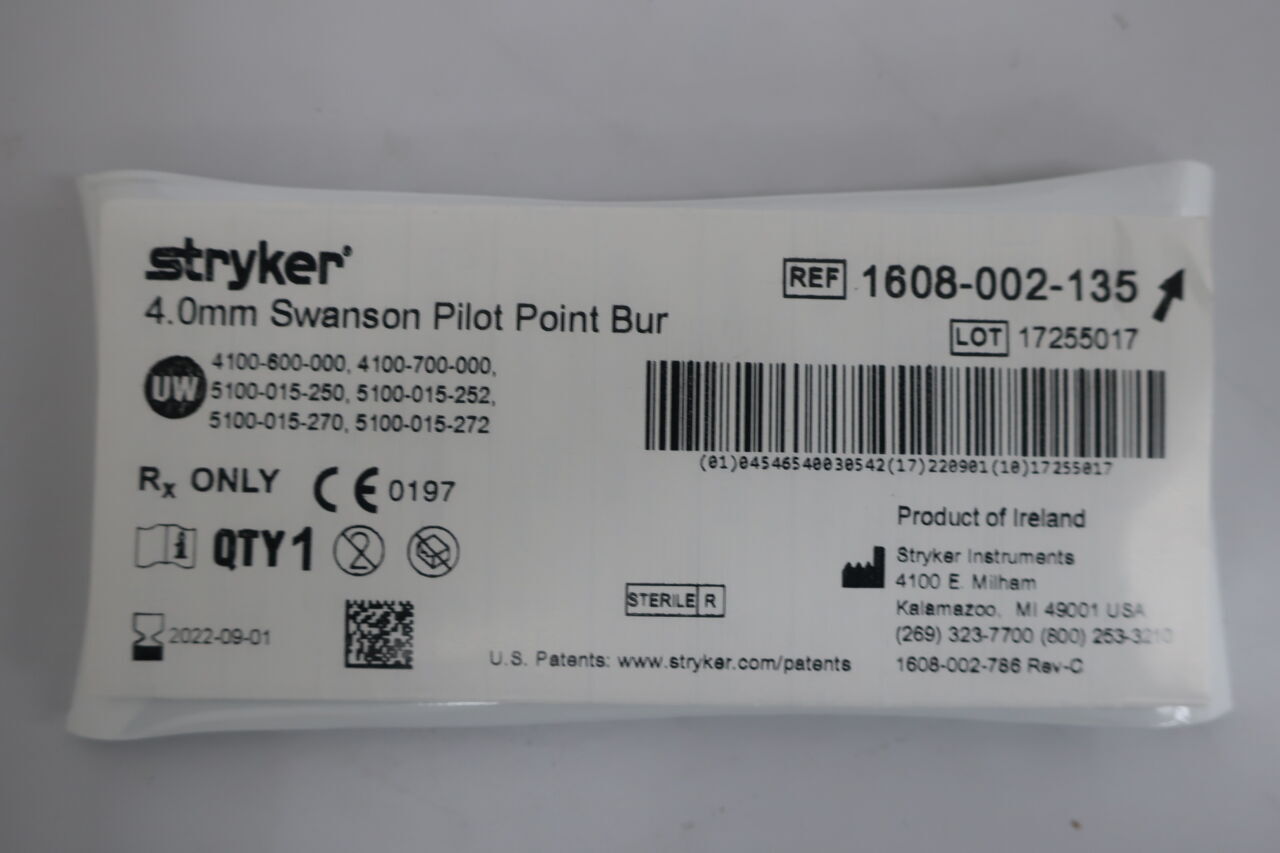 stryker®
4.0mm Swanson Pilot Point Bur
REF 1608-002-135
LOT 17255017
UW
4100-600-000, 4100-700-000,
5100-015-250, 5100-015-252,
5100-015-270, 5100-015-272
(01)04546540030542(17)220901(10)17255017
Rx ONLY CE 0197
i QTY 1 2
STERILE R
2022-09-01
U.S. Patents: www.stryker.com/patents
Product of Ireland
Stryker Instruments
4100 E. Milham
Kalamazoo, MI 49001 USA
(269) 323-7700 (800) 253-3210
1608-002-786 Rev-C